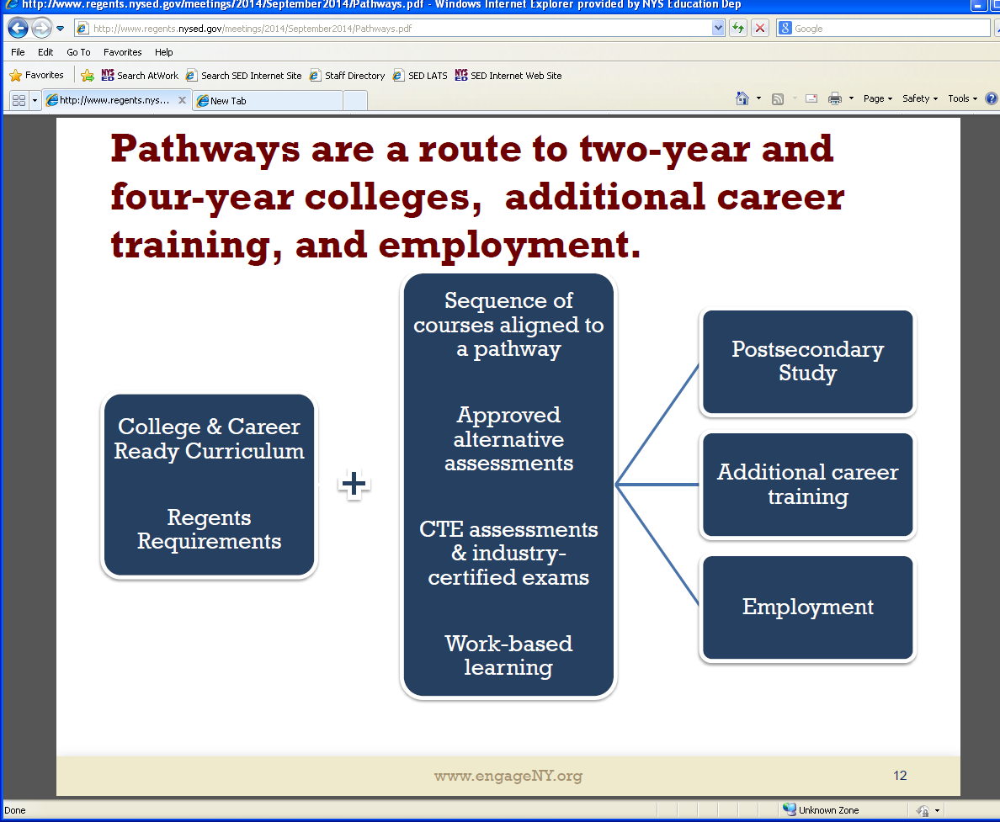 http://www.regents.nysed.gov/meetings/2014/September2014/Pathways.pdf - Windows Internet Explorer provided by NYS Education Dep
http://www.regents.nysed.gov/meetings/2014/September2014/Pathways.pdf
Google
File Edit Go To Favorites Help
Favorites NYS ED Search AtWork Search SED Internet Site Staff Directory SED LATS NYS ED SED Internet Web Site
http://www.regents.nys... New Tab Page Safety Tools
Pathways are a route to two-year and
four-year colleges, additional career
training, and employment.
College & Career
Ready Curriculum
Regents
Requirements
+
Sequence of
courses aligned to
a pathway
Approved
alternative
assessments
CTE assessments
& industry-
certified exams
Work-based
learning
Postsecondary
Study
Additional career
training
Employment
www.engageNY.org
12
Done Unknown Zone